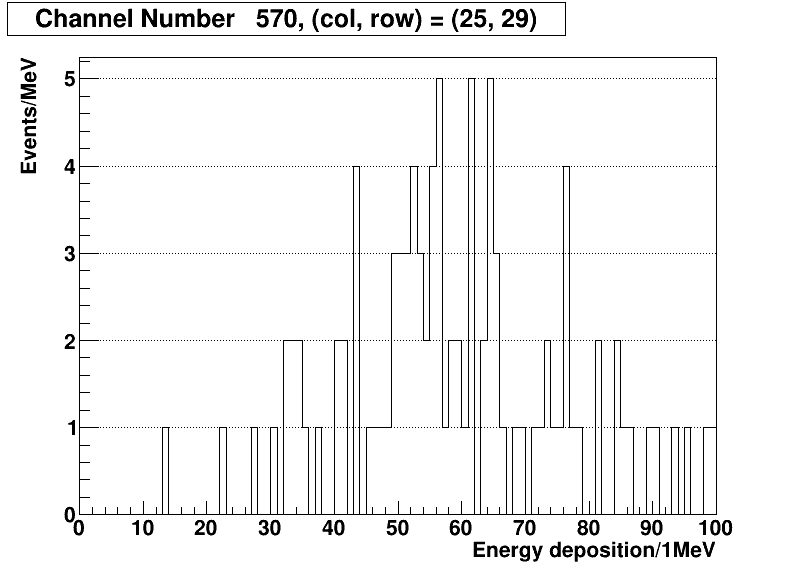 Channel Number 570, (col, row) = (25, 29)
Events/MeV
5
4
3
2
1
0
0 10 20 30 40 50 60 70 80 90 100
Energy deposition/1MeV